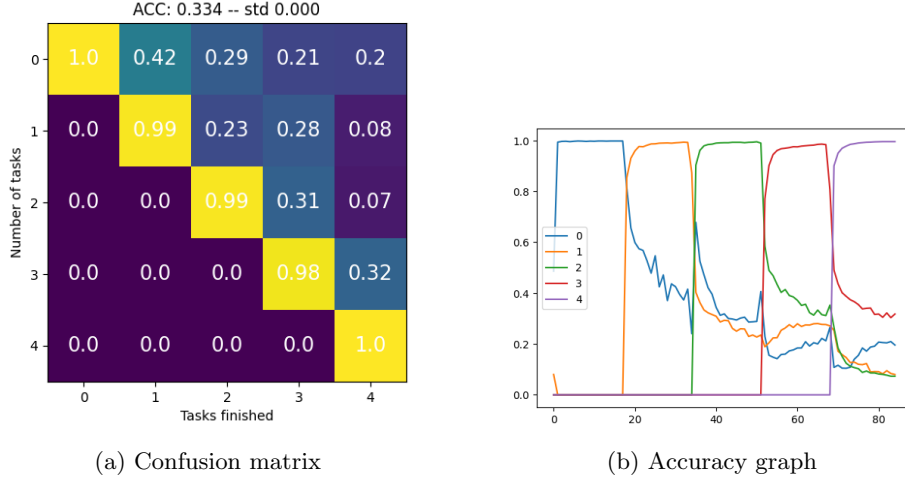 ACC: 0.334 -- std 0.000
Number of tasks
0 1.0 0.42 0.29 0.21 0.2
1 0.0 0.99 0.23 0.28 0.08
2 0.0 0.0 0.99 0.31 0.07
3 0.0 0.0 0.0 0.98 0.32
4 0.0 0.0 0.0 0.0 1.0
0 1 2 3 4
Tasks finished
(a) Confusion matrix
1.0
0.8
0.6
0.4
0.2
0.0
0
1
2
3
4
0 20 40 60 80
(b) Accuracy graph